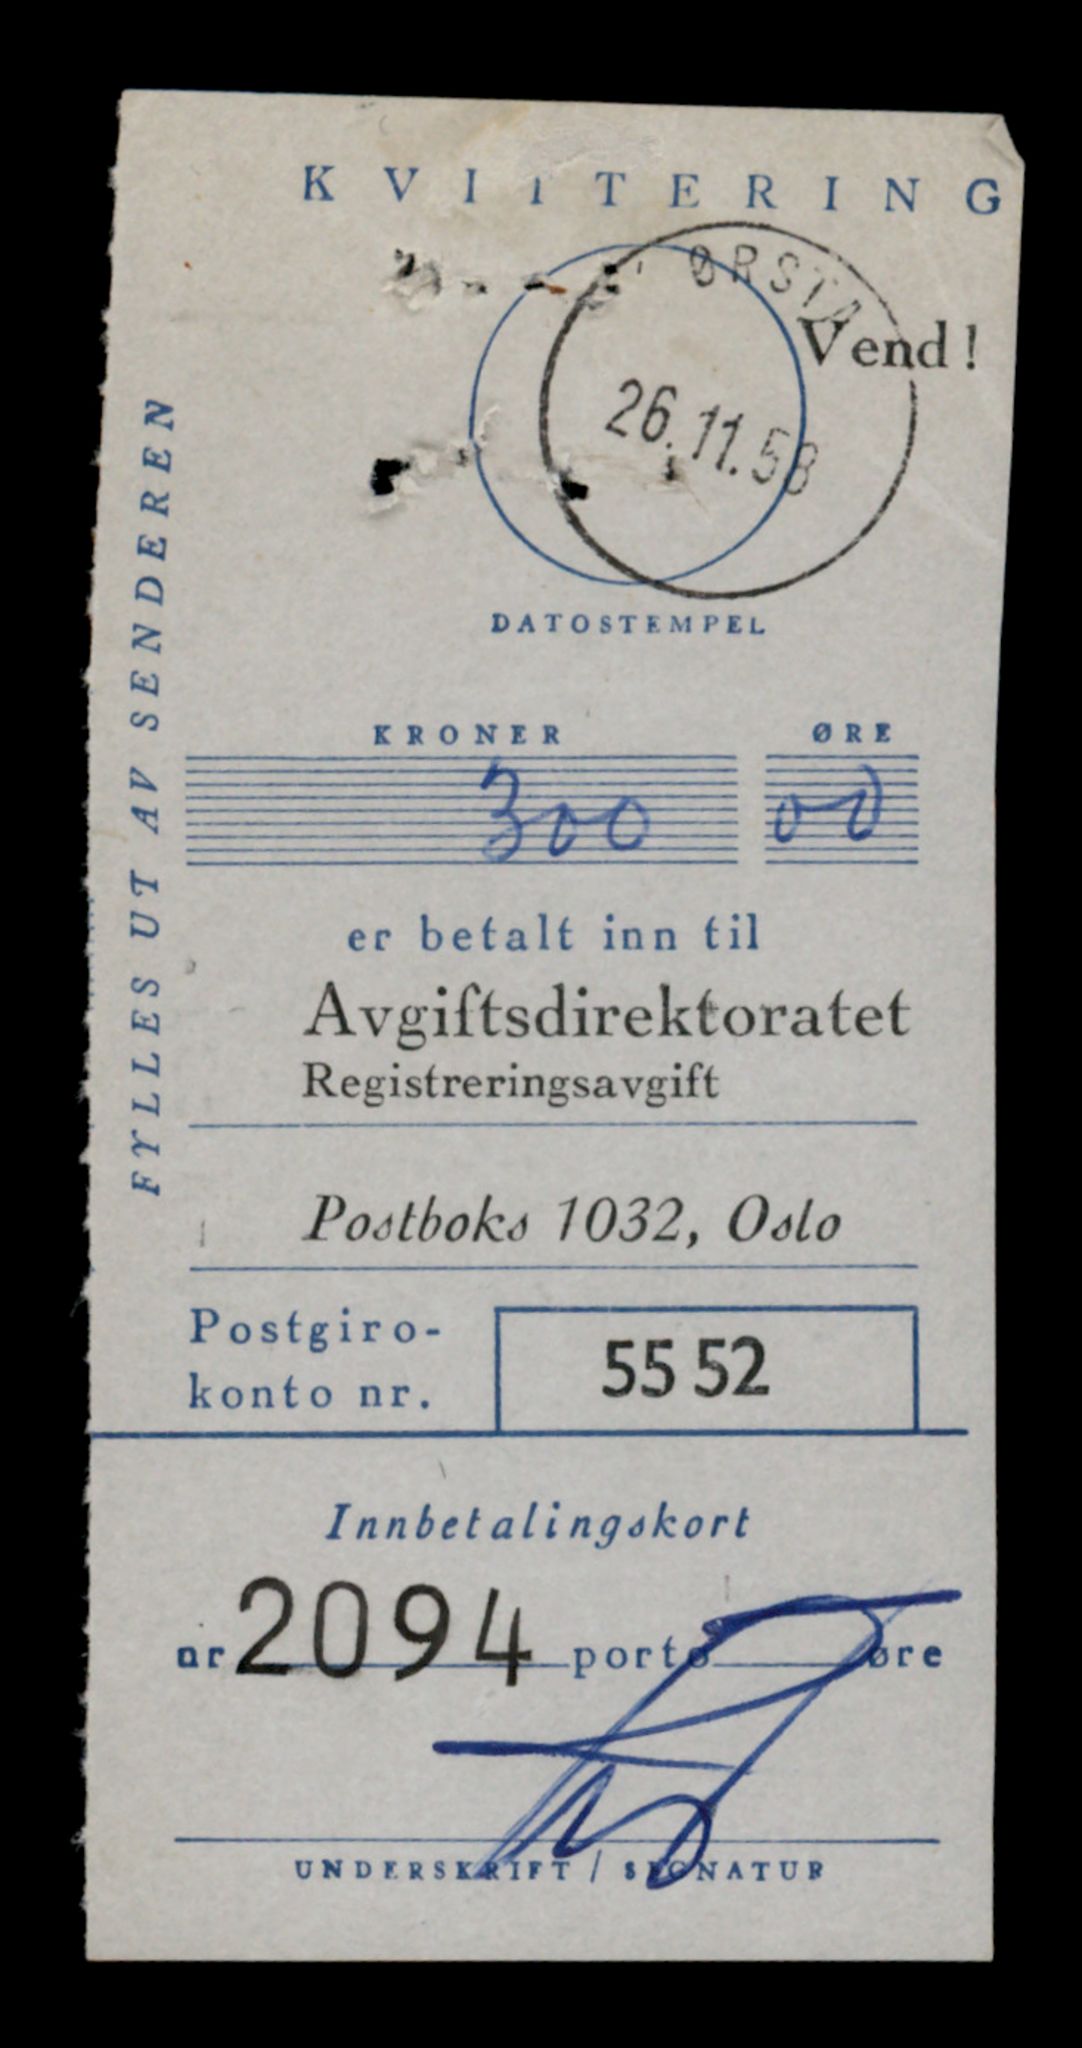 KVITTERING
ØRSTA
Vend!
26.11.58
DATOSTEMPEL
FYLLES UT AV SENDEREN
KRONER ØRE
300 00
er betalt inn til
Avgiftsdirektoratet
Registreringsavgift
Postboks 1032, Oslo
Postgiro-
konto nr. 55 52
Innbetalingskort
nr 2094 porto øre
UNDERSKRIFT / SIGNATUR